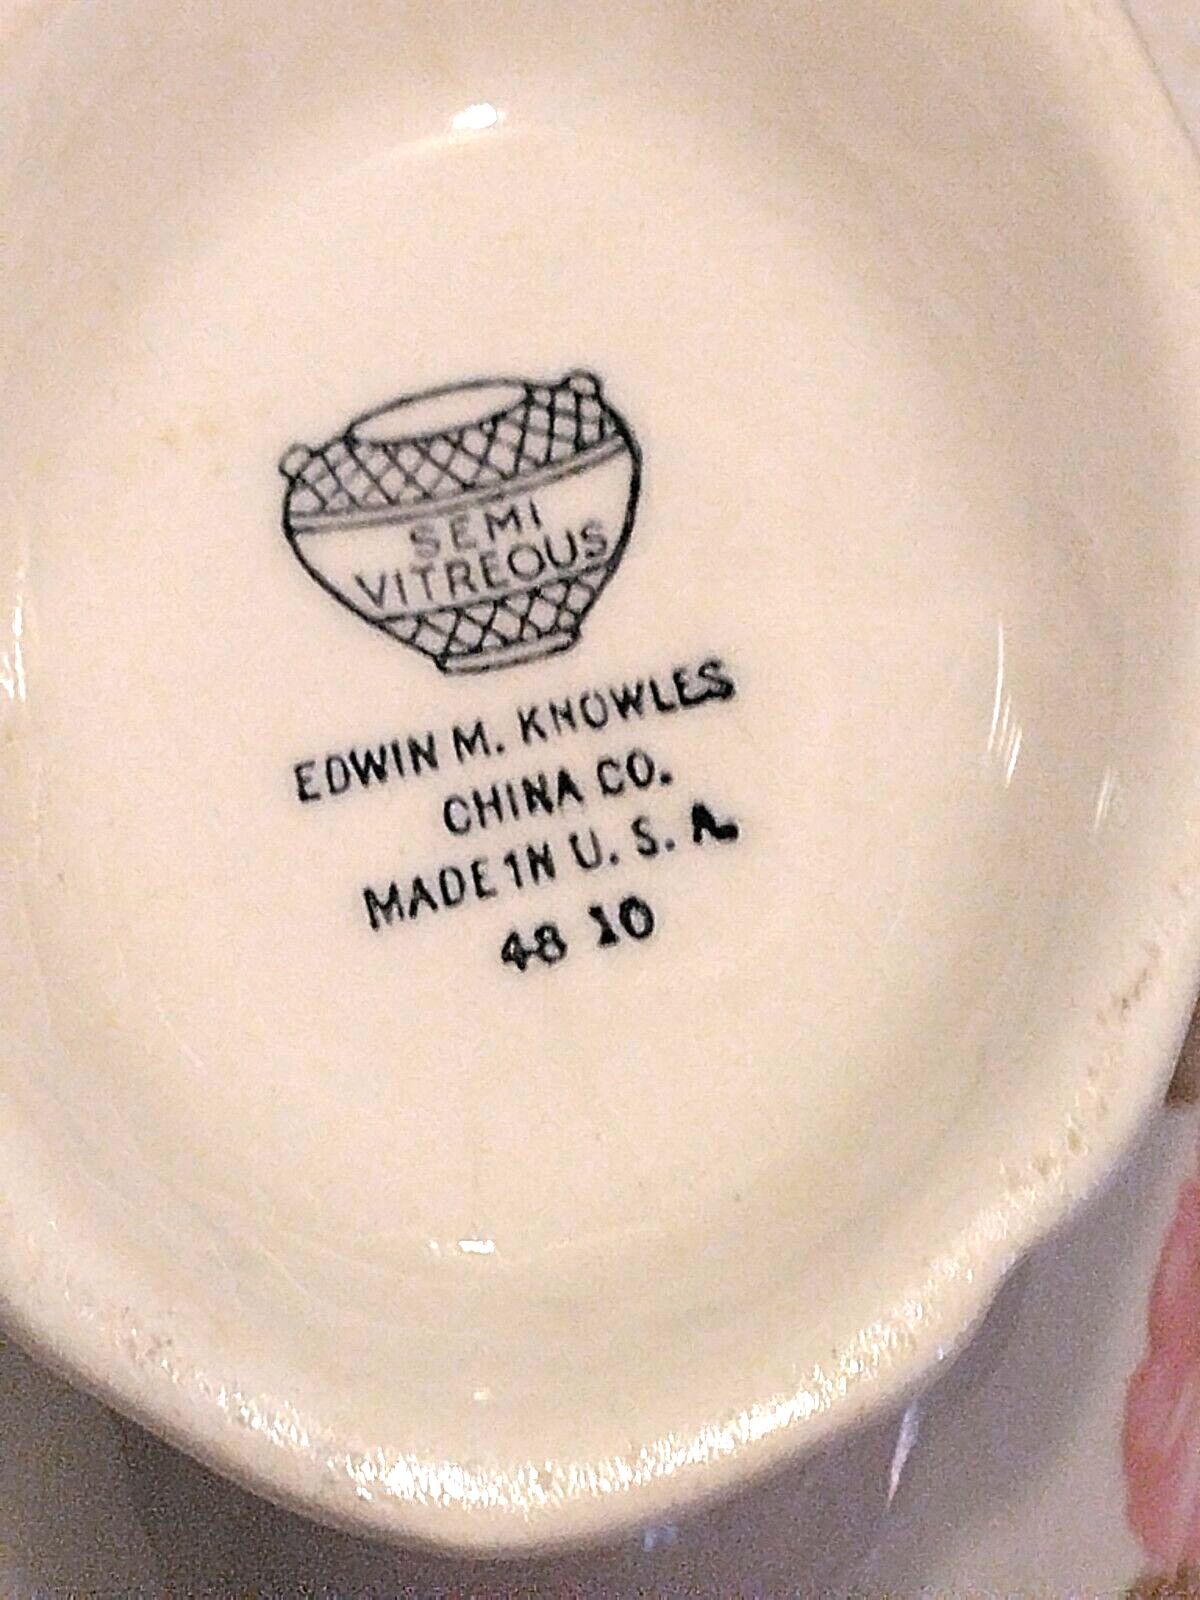 SEMI
VITREOUS
EDWIN M. KNOWLES
CHINA CO.
MADE IN U. S. A
48 10